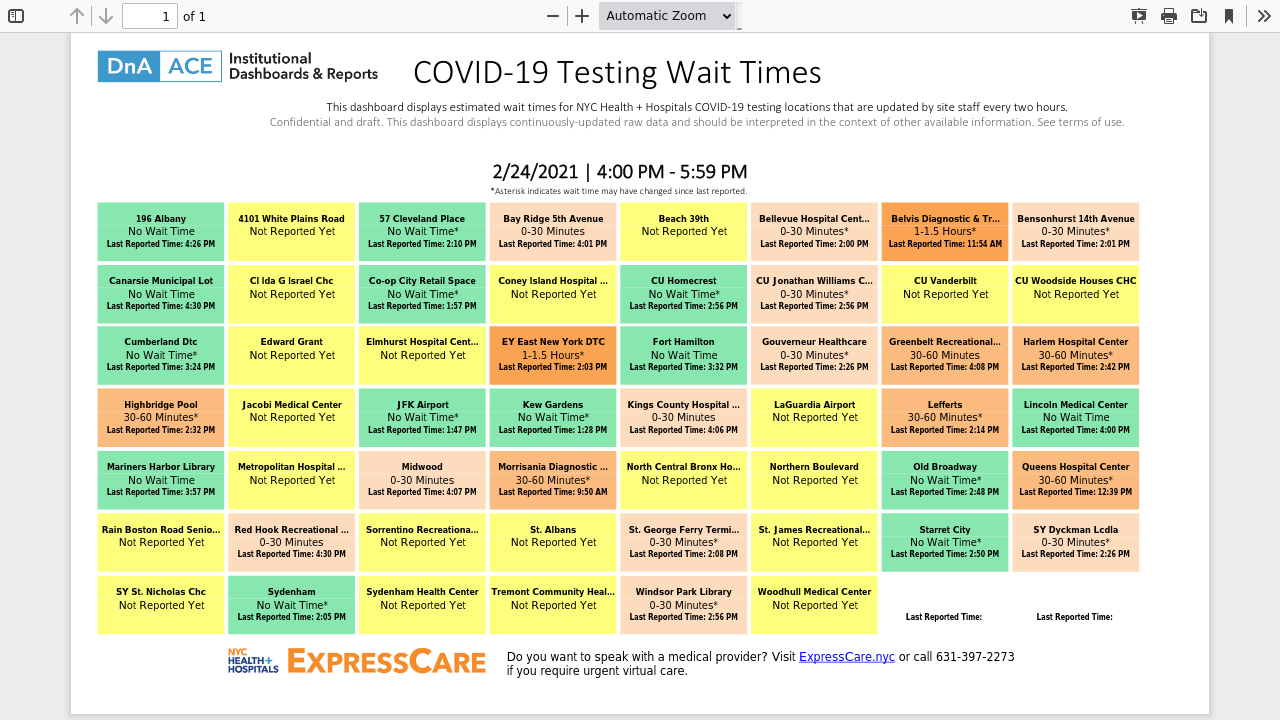 1 of 1 Automatic Zoom
DnA ACE Institutional
Dashboards & Reports
COVID-19 Testing Wait Times
This dashboard displays estimated wait times for NYC Health + Hospitals COVID-19 testing locations that are updated by site staff every two hours.
Confidential and draft. This dashboard displays continuously-updated raw data and should be interpreted in the context of other available information. See terms of use.
2/24/2021 | 4:00 PM - 5:59 PM
*Asterisk indicates wait time may have changed since last reported.
196 Albany
No Wait Time
Last Reported Time: 4:26 PM
4101 White Plains Road
Not Reported Yet
57 Cleveland Place
No Wait Time*
Last Reported Time: 2:10 PM
Bay Ridge 5th Avenue
0-30 Minutes
Last Reported Time: 4:01 PM
Beach 39th
Not Reported Yet
Bellevue Hospital Cent...
0-30 Minutes*
Last Reported Time: 2:00 PM
Belvis Diagnostic & Tr...
1-1.5 Hours*
Last Reported Time: 11:54 AM
Bensonhurst 14th Avenue
0-30 Minutes*
Last Reported Time: 2:01 PM
Canarsie Municipal Lot
No Wait Time
Last Reported Time: 4:30 PM
Cl Ida G Israel Chc
Not Reported Yet
Co-op City Retail Space
No Wait Time*
Last Reported Time: 1:57 PM
Coney Island Hospital ...
Not Reported Yet
CU Homecrest
No Wait Time*
Last Reported Time: 2:56 PM
CU Jonathan Williams C...
0-30 Minutes*
Last Reported Time: 2:56 PM
CU Vanderbilt
Not Reported Yet
CU Woodside Houses CHC
Not Reported Yet
Cumberland Dtc
No Wait Time*
Last Reported Time: 3:24 PM
Edward Grant
Not Reported Yet
Elmhurst Hospital Cent...
Not Reported Yet
EY East New York DTC
1-1.5 Hours*
Last Reported Time: 2:03 PM
Fort Hamilton
No Wait Time
Last Reported Time: 3:32 PM
Gouverneur Healthcare
0-30 Minutes*
Last Reported Time: 2:26 PM
Greenbelt Recreational...
30-60 Minutes
Last Reported Time: 4:08 PM
Harlem Hospital Center
30-60 Minutes*
Last Reported Time: 2:42 PM
Highbridge Pool
30-60 Minutes*
Last Reported Time: 2:32 PM
Jacobi Medical Center
Not Reported Yet
JFK Airport
No Wait Time*
Last Reported Time: 1:47 PM
Kew Gardens
No Wait Time*
Last Reported Time: 1:28 PM
Kings County Hospital ...
0-30 Minutes
Last Reported Time: 4:06 PM
LaGuardia Airport
Not Reported Yet
Lefferts
30-60 Minutes*
Last Reported Time: 2:14 PM
Lincoln Medical Center
No Wait Time
Last Reported Time: 4:00 PM
Mariners Harbor Library
No Wait Time
Last Reported Time: 3:57 PM
Metropolitan Hospital ...
Not Reported Yet
Midwood
0-30 Minutes
Last Reported Time: 4:07 PM
Morrisania Diagnostic ...
30-60 Minutes*
Last Reported Time: 9:50 AM
North Central Bronx Ho...
Not Reported Yet
Northern Boulevard
Not Reported Yet
Old Broadway
No Wait Time*
Last Reported Time: 2:48 PM
Queens Hospital Center
30-60 Minutes*
Last Reported Time: 12:39 PM
Rain Boston Road Senio...
Not Reported Yet
Red Hook Recreational ...
0-30 Minutes
Last Reported Time: 4:30 PM
Sorrentino Recreationa...
Not Reported Yet
St. Albans
Not Reported Yet
St. George Ferry Termi...
0-30 Minutes*
Last Reported Time: 2:08 PM
St. James Recreational...
Not Reported Yet
Starret City
No Wait Time*
Last Reported Time: 2:50 PM
SY Dyckman Lcdla
0-30 Minutes*
Last Reported Time: 2:26 PM
SY St. Nicholas Chc
Not Reported Yet
Sydenham
No Wait Time*
Last Reported Time: 2:05 PM
Sydenham Health Center
Not Reported Yet
Tremont Community Heal...
Not Reported Yet
Windsor Park Library
0-30 Minutes*
Last Reported Time: 2:56 PM
Woodhull Medical Center
Not Reported Yet
Last Reported Time:
Last Reported Time:
NYC
HEALTH+
HOSPITALS
EXPRESSCARE
Do you want to speak with a medical provider? Visit ExpressCare.nyc or call 631-397-2273
if you require urgent virtual care.